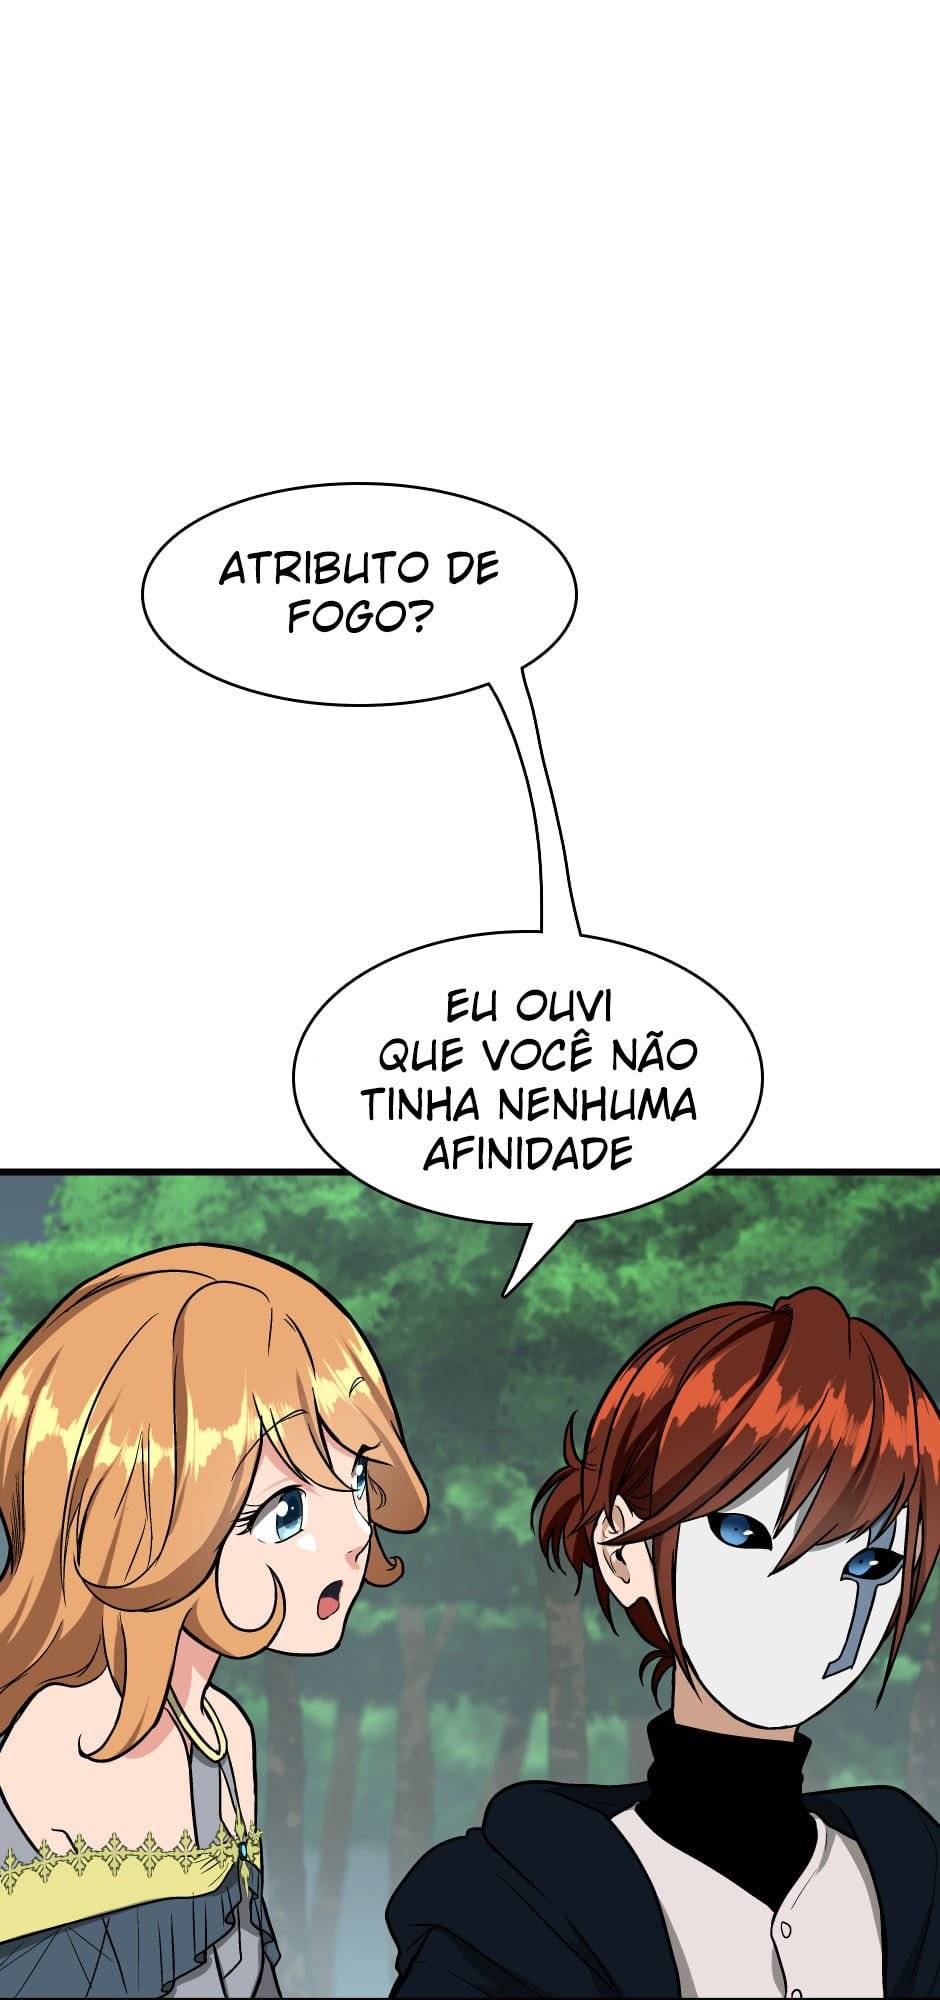 ATRIBUTO DE
FOGO?
EU OUVI
QUE VOCÊ NÃO
TINHA NENHUMA
AFINIDADE